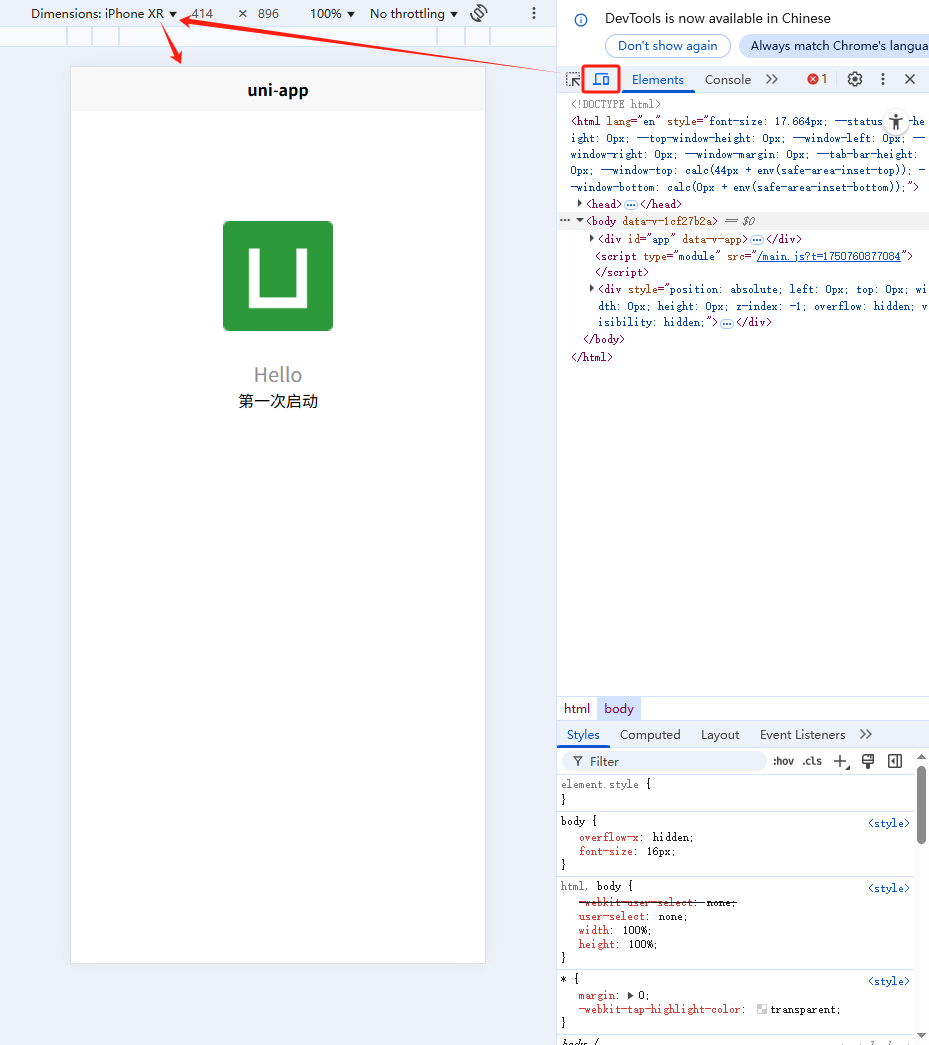 Dimensions: iPhone XR ▼ 414 × 896 100% ▼ No throttling ▼
uni-app
Hello
第一次启动
DevTools is now available in Chinese
Don't show again
Always match Chrome's langua
Elements
Console
1
<!DOCTYPE html>
<html lang="en" style="font-size: 17.664px; --status
-he
ight: 0px; --top-window-height: 0px; --window-left: 0px; --
window-right: 0px; --window-margin: 0px; --tab-bar-height:
0px; --window-top: calc(44px + env(safe-area-inset-top)); -
-window-bottom: calc(0px + env(safe-area-inset-bottom));">
<head> … </head>
<body data-v-1cf27b2a> == $0
<div id="app" data-v-app> … </div>
<script type="module" src="/main.js?t=1750760877084">
</script>
<div style="position: absolute; left: 0px; top: 0px; wi
dth: 0px; height: 0px; z-index: -1; overflow: hidden; v
isibility: hidden;"> … </div>
</body>
</html>
html body
Styles Computed Layout Event Listeners
Filter :hov .cls
element.style {
}
body { <style>
overflow-x: hidden;
font-size: 16px;
}
html, body { <style>
-webkit-user-select: none;
user-select: none;
width: 100%;
height: 100%;
}
* { <style>
margin: ▶ 0;
-webkit-tap-highlight-color: transparent;
}
body {